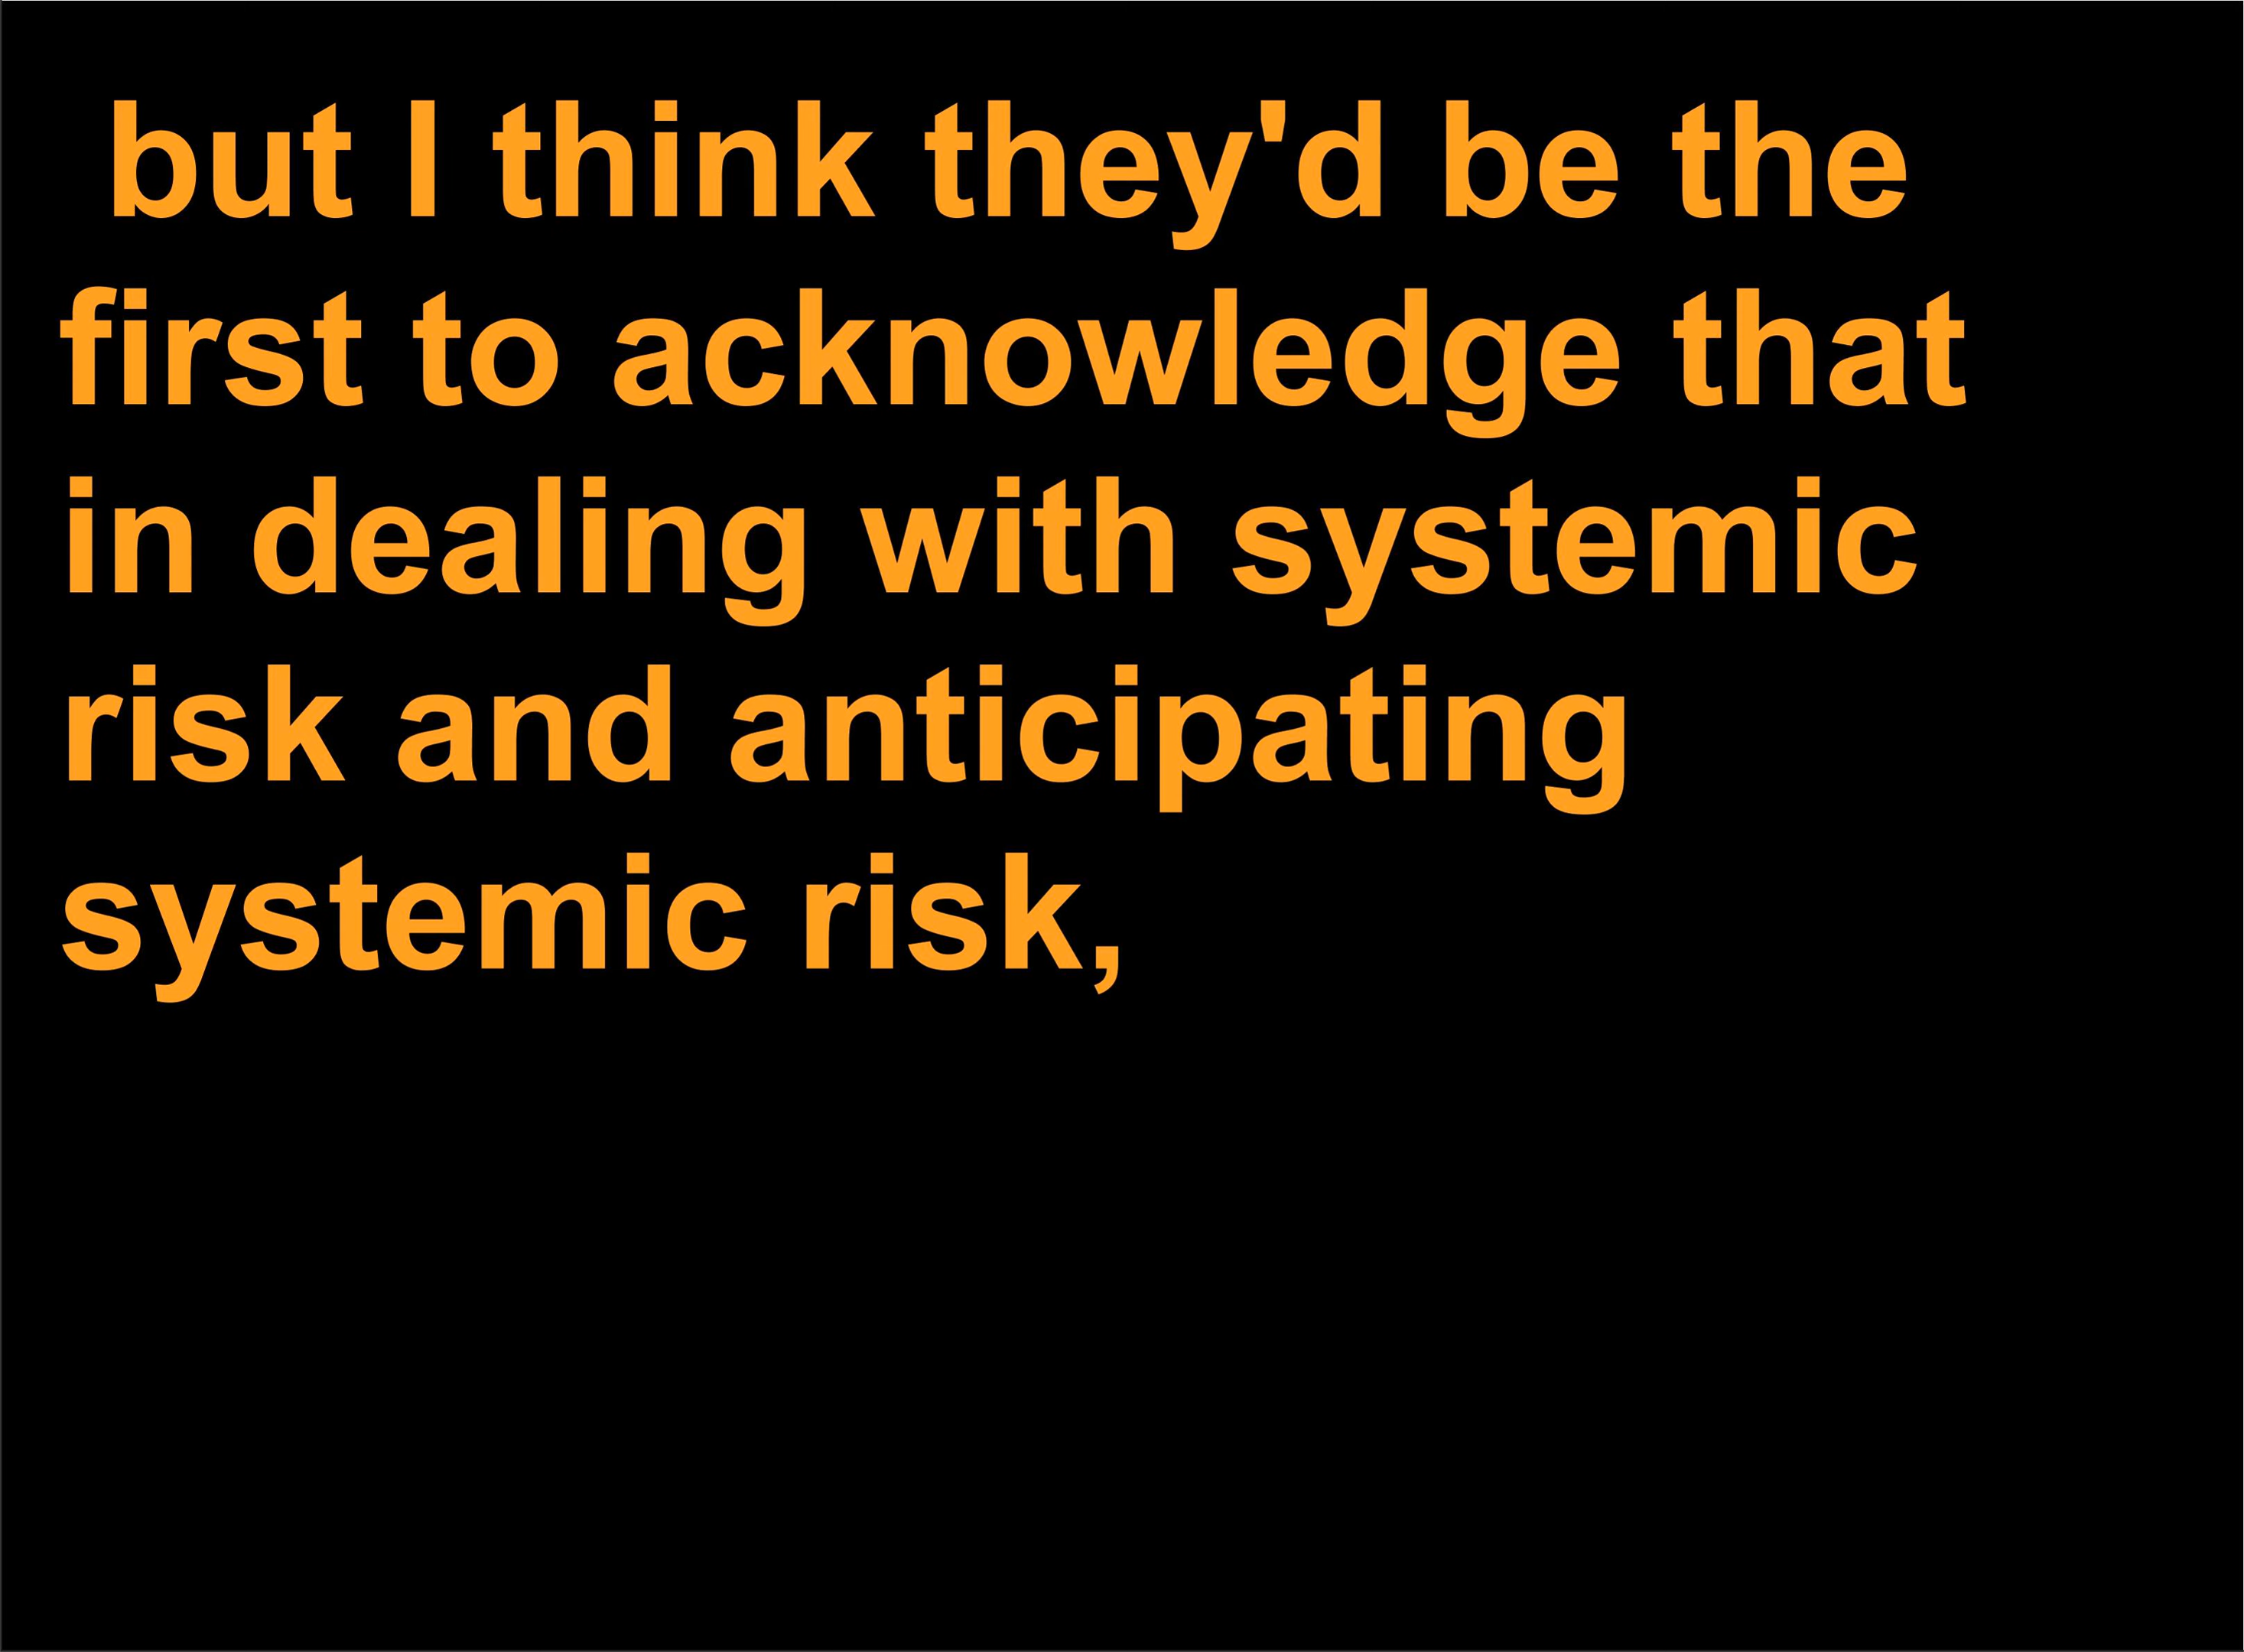 but I think they'd be the
first to acknowledge that
in dealing with systemic
risk and anticipating
systemic risk,